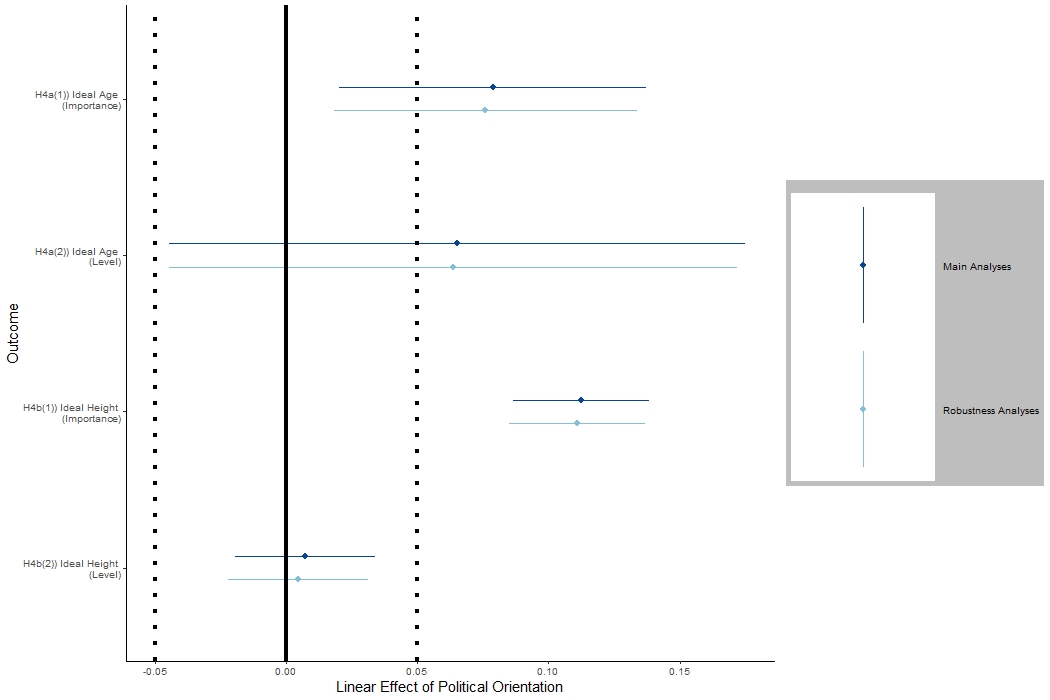 H4a(1)) Ideal Age
(Importance)
H4a(2)) Ideal Age
(Level)
H4b(1)) Ideal Height
(Importance)
H4b(2)) Ideal Height
(Level)
Outcome
-0.05
0.00
0.05
0.10
0.15
Linear Effect of Political Orientation
Main Analyses
Robustness Analyses